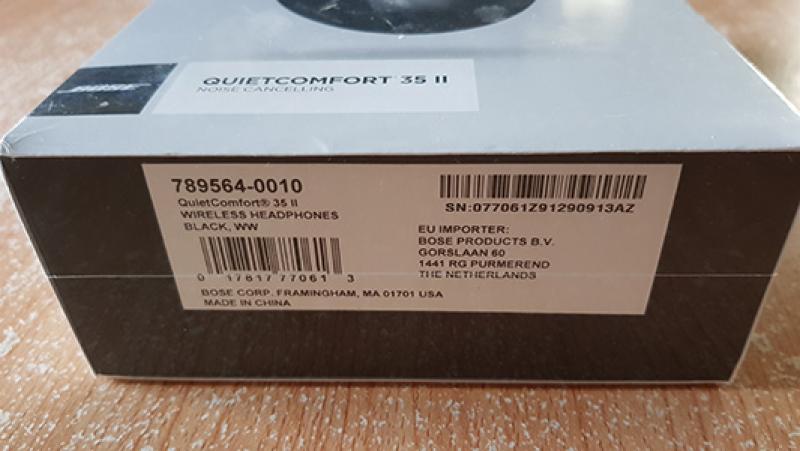 BOSE
QUIETCOMFORT 35 II
NOISE CANCELLING
789564-0010
QuietComfort® 35 II
WIRELESS HEADPHONES
BLACK, WW
0 17817 77061 3
BOSE CORP. FRAMINGHAM, MA 01701 USA
MADE IN CHINA
SN:077061Z91290913AZ
EU IMPORTER:
BOSE PRODUCTS B.V.
GORSLAAN 60
1441 RG PURMEREND
THE NETHERLANDS